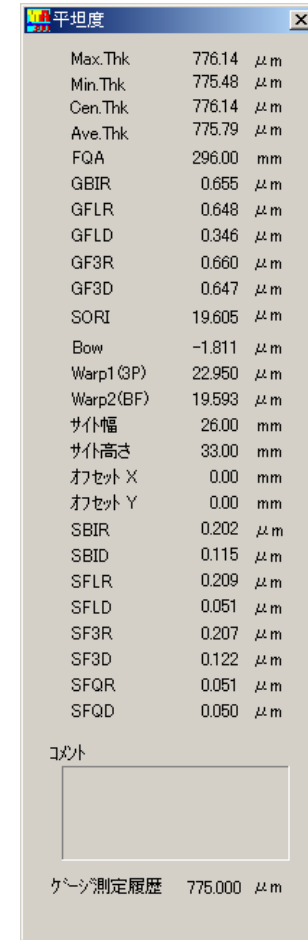 平坦度
Max.Thk 776.14 μm
Min.Thk 775.48 μm
Cen.Thk 776.14 μm
Ave.Thk 775.79 μm
FQA 296.00 mm
GBIR 0.655 μm
GFLR 0.648 μm
GFLD 0.346 μm
GF3R 0.660 μm
GF3D 0.647 μm
SORI 19.605 μm
Bow -1.811 μm
Warp1(3P) 22.950 μm
Warp2(BF) 19.593 μm
サイト幅 26.00 mm
サイト高さ 33.00 mm
オフセット X 0.00 mm
オフセット Y 0.00 mm
SBIR 0.202 μm
SBID 0.115 μm
SFLR 0.209 μm
SFLD 0.051 μm
SF3R 0.207 μm
SF3D 0.122 μm
SFQR 0.051 μm
SFQD 0.050 μm
コメント
ゲージ測定履歴 775.000 μm